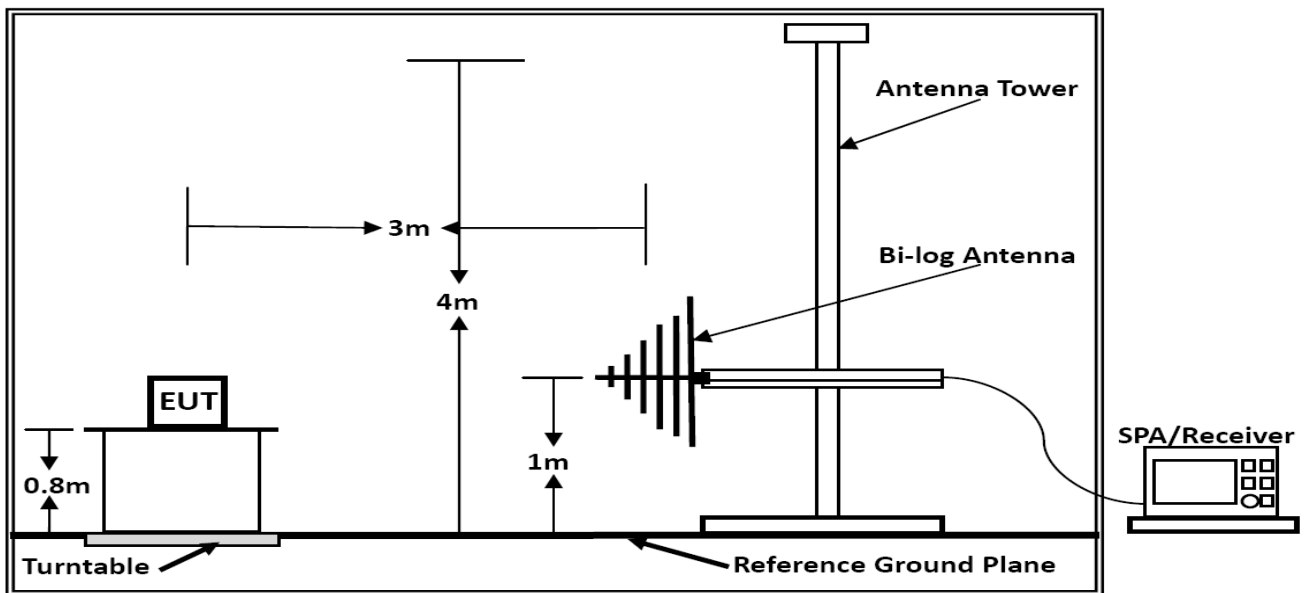 Antenna Tower
3m
Bi-log Antenna
4m
EUT
SPA/Receiver
1m
0.8m
Turntable
Reference Ground Plane